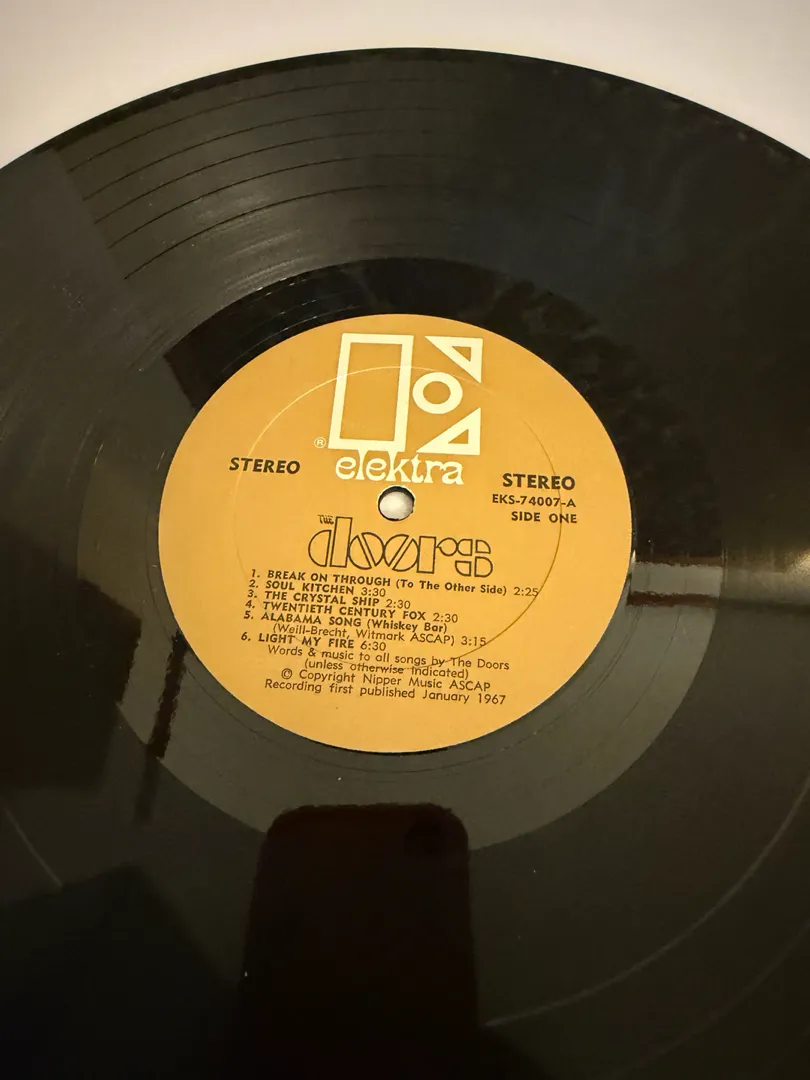 ®
elektra
STEREO
STEREO
EKS-74007-A
SIDE ONE
THE
doors
1. BREAK ON THROUGH (To The Other Side) 2:25
2. SOUL KITCHEN 3:30
3. THE CRYSTAL SHIP 2:30
4. TWENTIETH CENTURY FOX 2:30
5. ALABAMA SONG (Whiskey Bar)
(Weill-Brecht, Witmark ASCAP) 3:15
6. LIGHT MY FIRE 6:30
Words & music to all songs by The Doors
(unless otherwise indicated)
© Copyright Nipper Music ASCAP
Recording first published January 1967